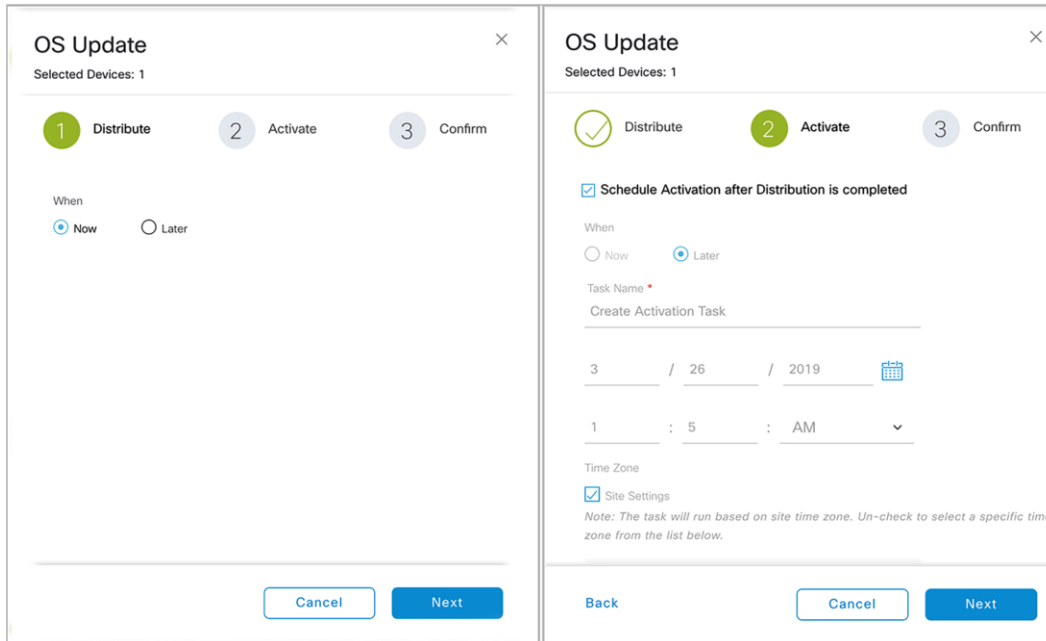 OS Update
Selected Devices: 1
1 Distribute 2 Activate 3 Confirm
When
Now Later
Cancel Next
OS Update
Selected Devices: 1
Distribute 2 Activate 3 Confirm
Schedule Activation after Distribution is completed
When
Now Later
Task Name *
Create Activation Task
3 / 26 / 2019
1 : 5 : AM
Time Zone
Site Settings
Note: The task will run based on site time zone. Un-check to select a specific time
zone from the list below.
Back Cancel Next